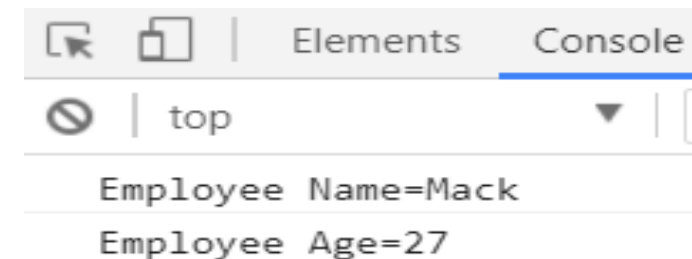 Elements Console
top
Employee Name=Mack
Employee Age=27